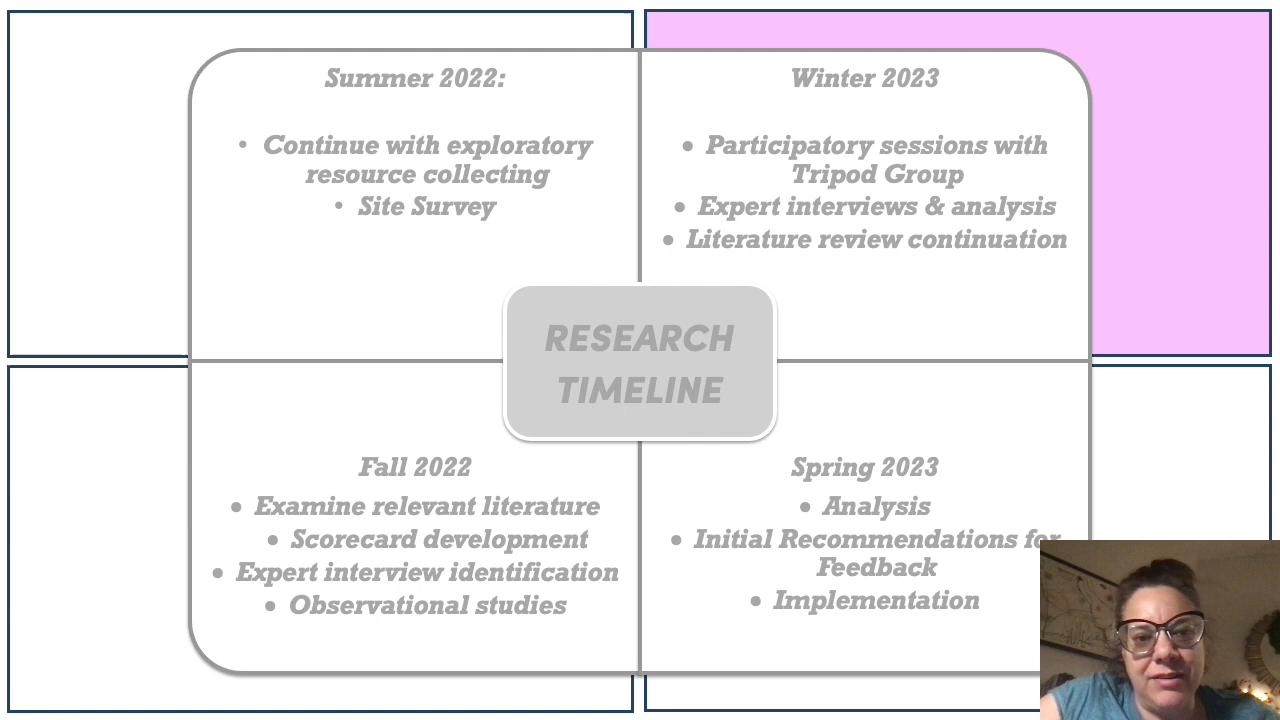 Summer 2022:
• Continue with exploratory
resource collecting
• Site Survey
Winter 2023
• Participatory sessions with
Tripod Group
• Expert interviews & analysis
• Literature review continuation
RESEARCH
TIMELINE
Fall 2022
• Examine relevant literature
• Scorecard development
• Expert interview identification
• Observational studies
Spring 2023
• Analysis
• Initial Recommendations for
Feedback
• Implementation